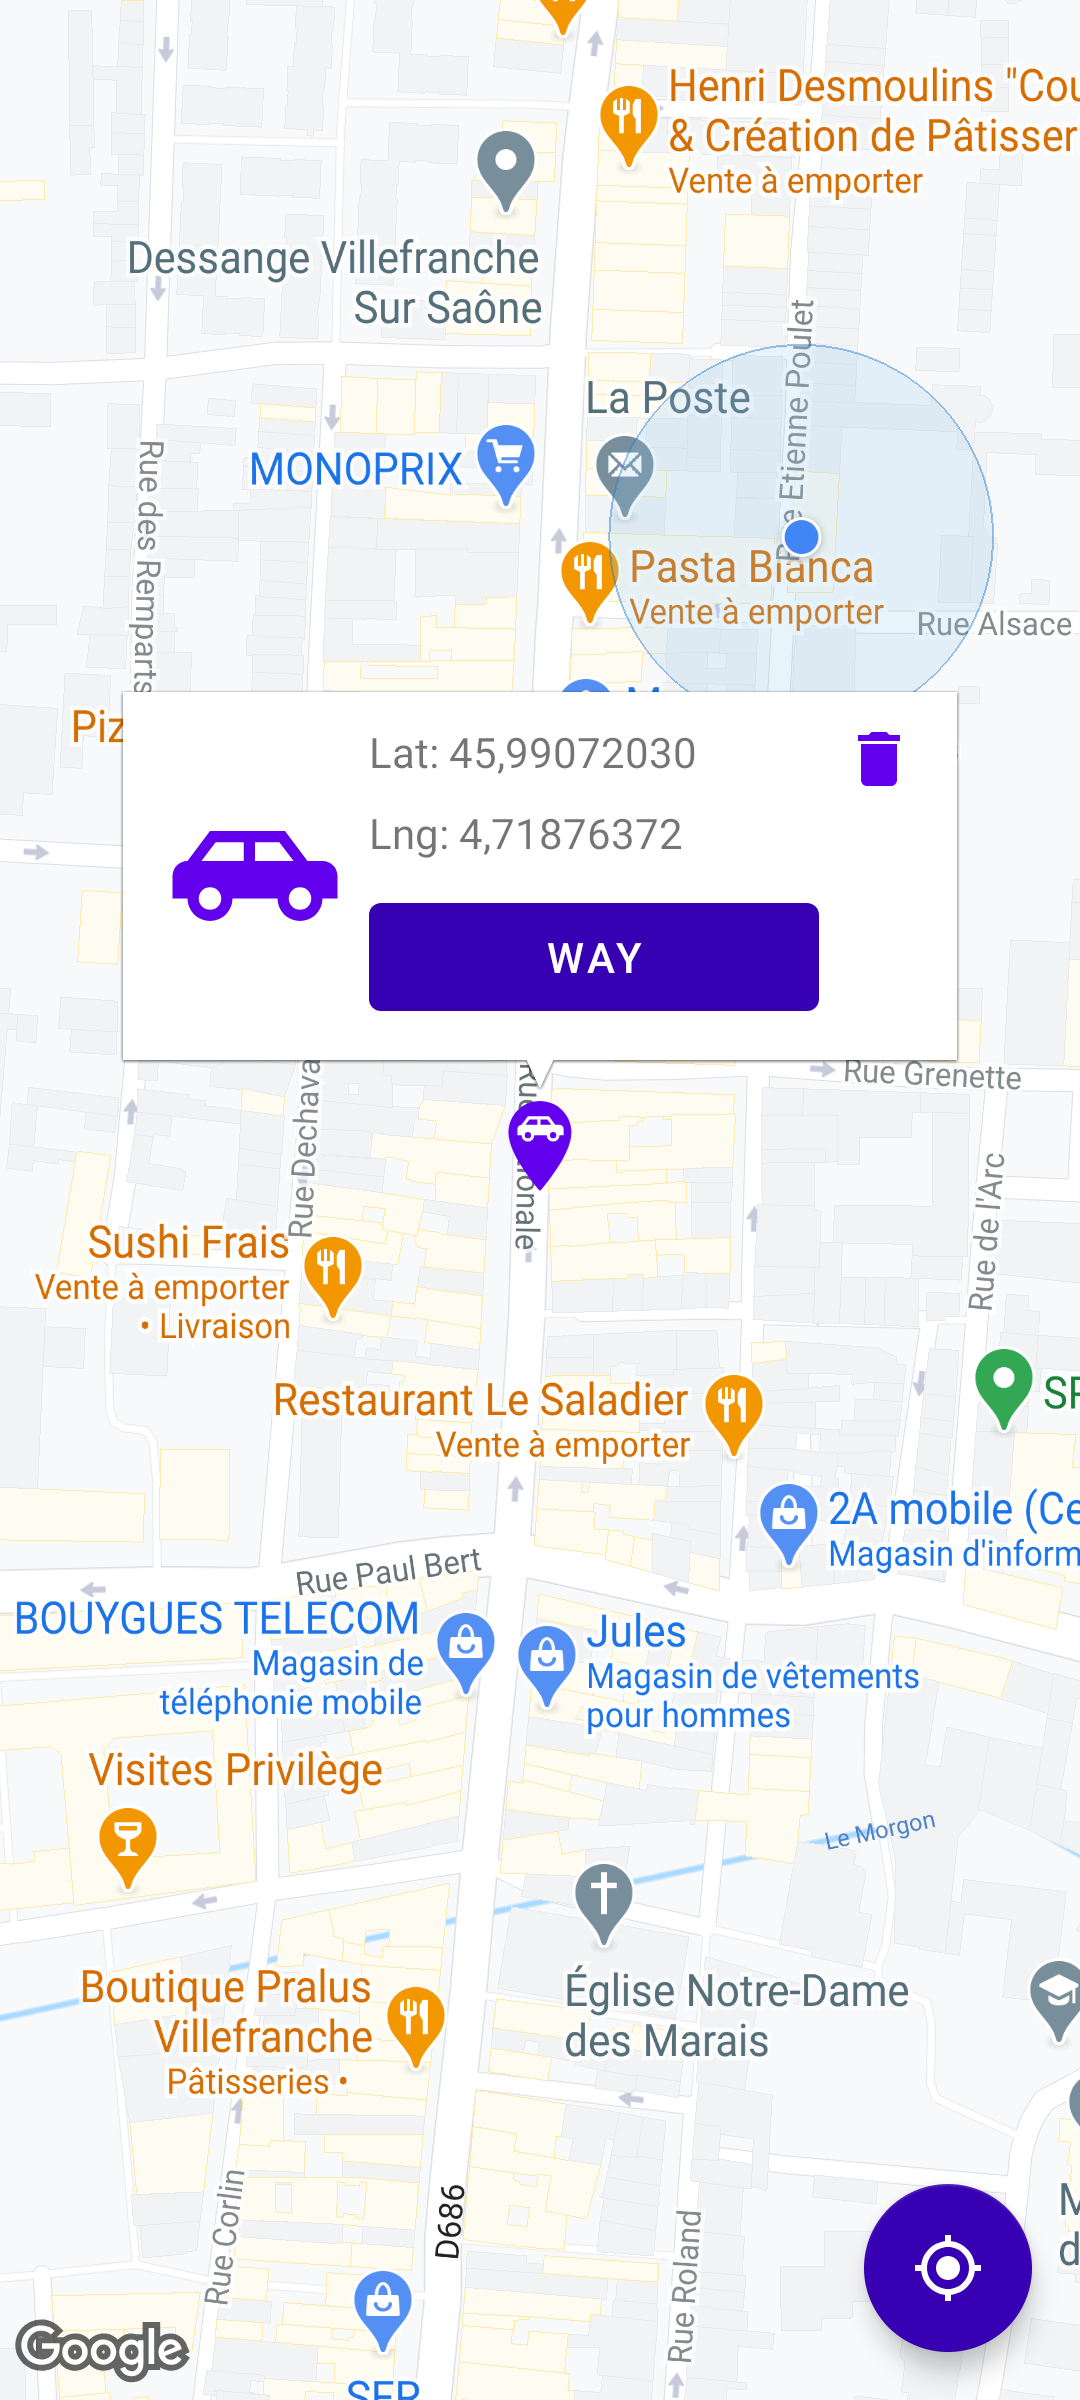 Henri Desmoulins "Cou
& Création de Pâtisser
Vente à emporter
Dessange Villefranche
Sur Saône
Rue Etienne Poulet
La Poste
MONOPRIX
Rue des Remparts
Pasta Bianca
Vente à emporter
Rue Alsace
Piz
Lat: 45,99072030
Lng: 4,71876372
WAY
Rue Grenette
Rue Dechava
Rue
onale
Rue de l'Arc
Sushi Frais
Vente à emporter
• Livraison
Restaurant Le Saladier
Vente à emporter
SF
2A mobile (Ce
Magasin d'inform
Rue Paul Bert
BOUYGUES TELECOM
Magasin de
téléphonie mobile
Jules
Magasin de vêtements
pour hommes
Visites Privilège
Le Morgon
Boutique Pralus
Villefranche
Pâtisseries •
Église Notre-Dame
des Marais
Rue Corlin
D686
Rue Roland
M
d
Google